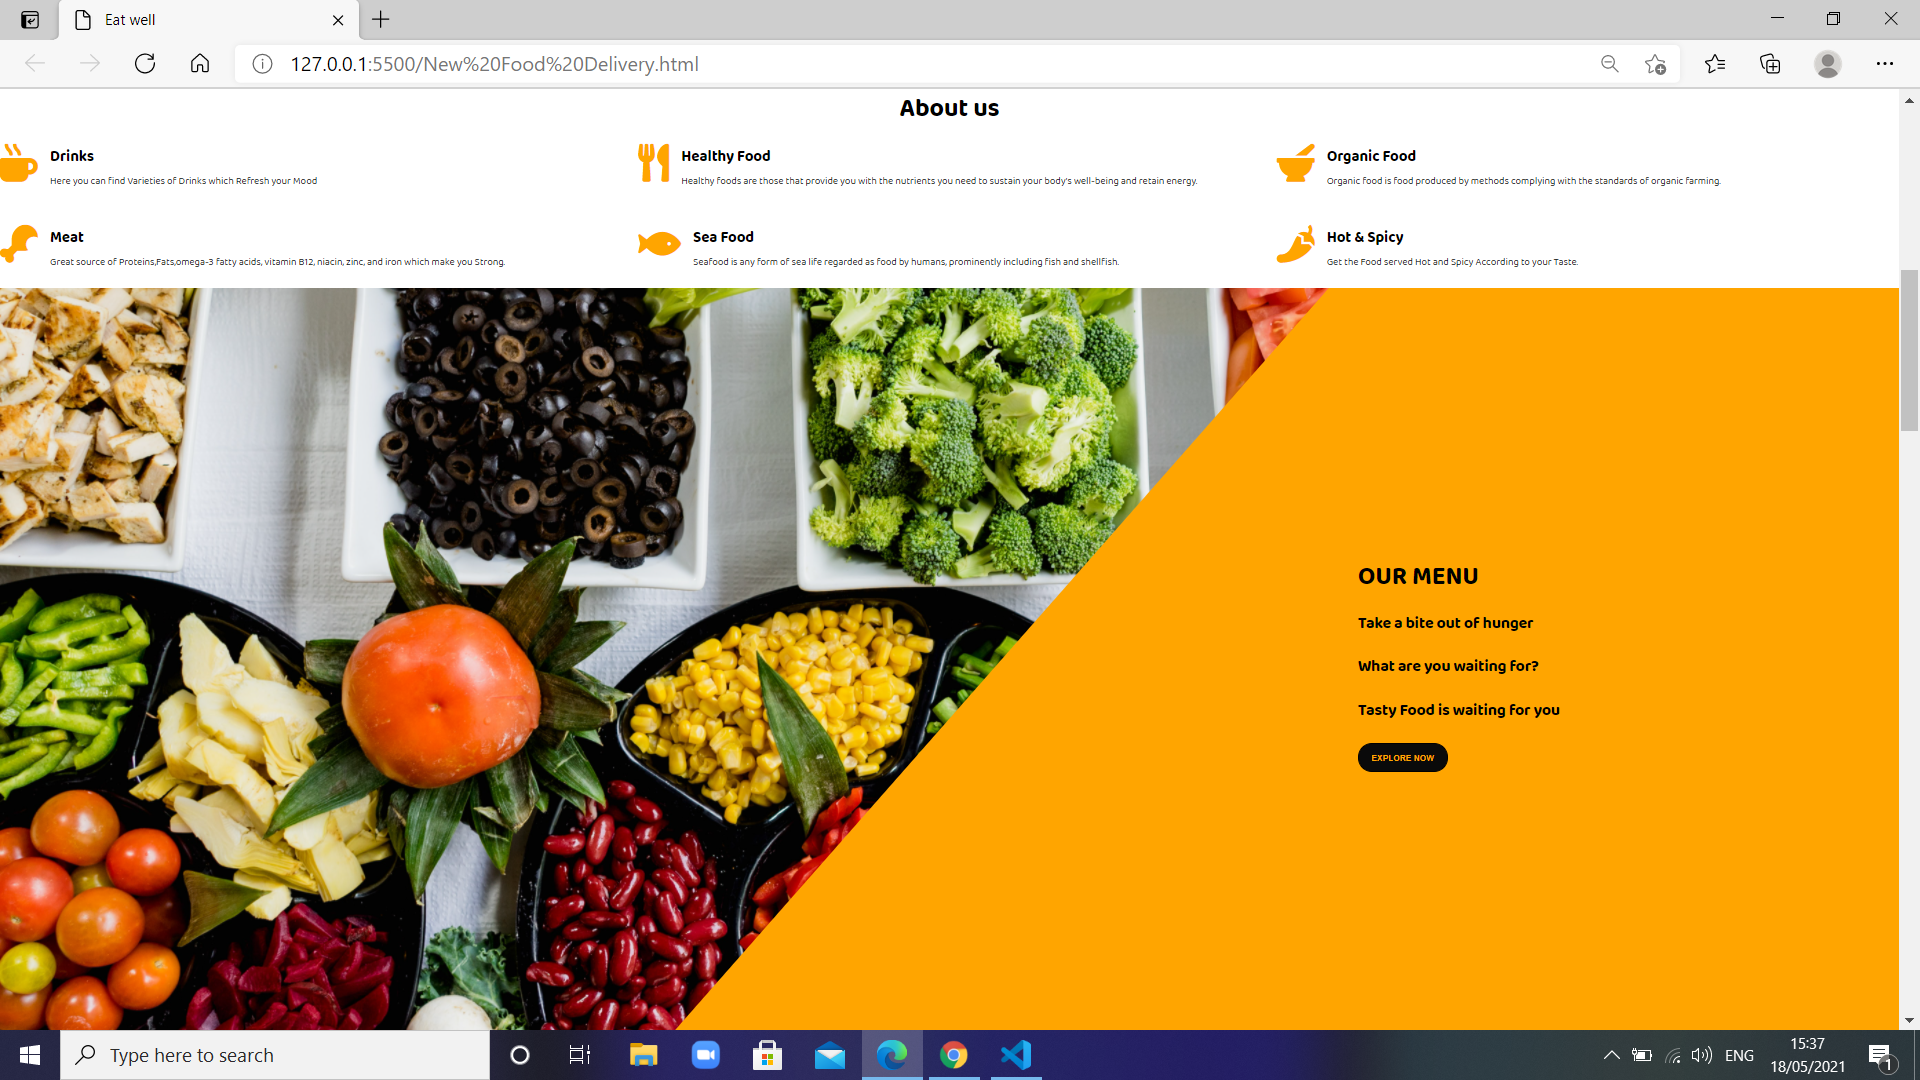 Eat well
127.0.0.1:5500/New%20Food%20Delivery.html
About us
Drinks
Here you can find Varieties of Drinks which Refresh your Mood
Healthy Food
Healthy foods are those that provide you with the nutrients you need to sustain your body's well-being and retain energy.
Organic Food
Organic food is food produced by methods complying with the standards of organic farming.
Meat
Great source of Proteins,Fats,omega-3 fatty acids, vitamin B12, niacin, zinc, and iron which make you Strong.
Sea Food
Seafood is any form of sea life regarded as food by humans, prominently including fish and shellfish.
Hot & Spicy
Get the Food served Hot and Spicy According to your Taste.
OUR MENU
Take a bite out of hunger
What are you waiting for?
Tasty Food is waiting for you
EXPLORE NOW
Type here to search
ENG
15:37
18/05/2021
1